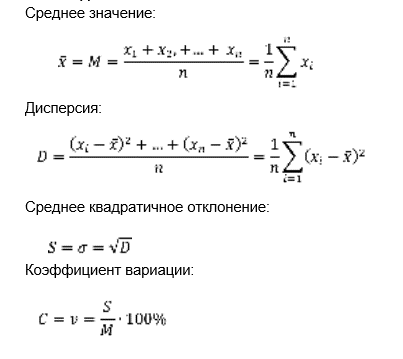 Среднее значение:
x̄ = M = (x₁ + x₂, + ... + xₙ)/n = 1/n ∑ᵢ₌₁ⁿ xᵢ
Дисперсия:
D = ((xᵢ − x̄)² + ... + (xₙ − x̄)²)/n = 1/n ∑ᵢ₌₁ⁿ (xᵢ − x̄)²
Среднее квадратичное отклонение:
S = σ = √D
Коэффициент вариации:
C = v = S/M · 100%